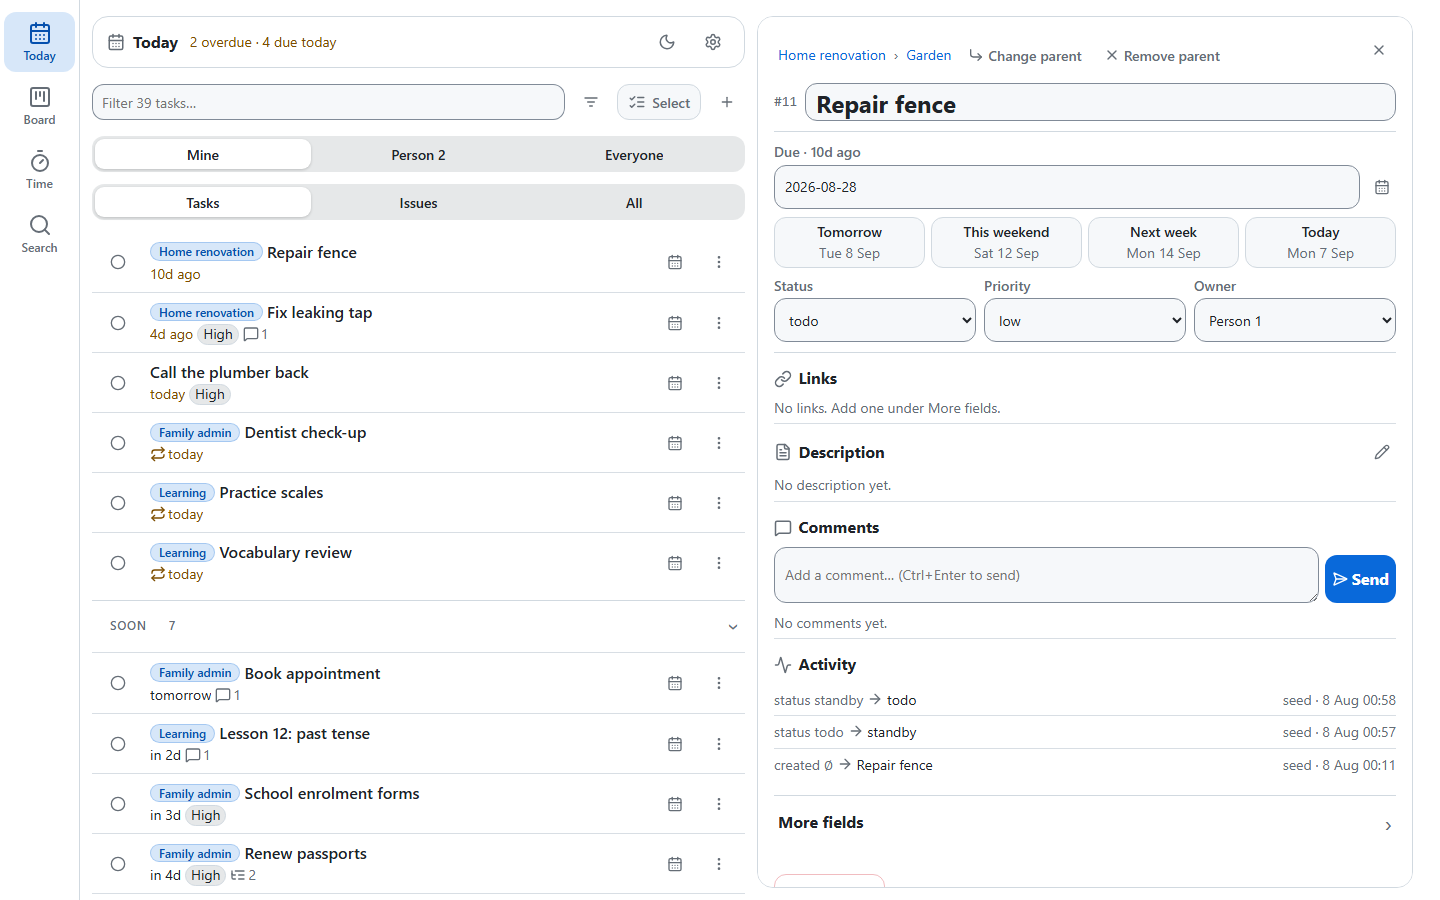 Today
Board
Time
Search
Today 2 overdue · 4 due today
Filter 39 tasks...
Select
Mine Person 2 Everyone
Tasks Issues All
Home renovation Repair fence
10d ago
Home renovation Fix leaking tap
4d ago High 1
Call the plumber back
today High
Family admin Dentist check-up
today
Learning Practice scales
today
Learning Vocabulary review
today
SOON 7
Family admin Book appointment
tomorrow 1
Learning Lesson 12: past tense
in 2d 1
Family admin School enrolment forms
in 3d High
Family admin Renew passports
in 4d High 2
Home renovation › Garden Change parent Remove parent
#11 Repair fence
Due · 10d ago
2026-08-28
Tomorrow This weekend Next week Today
Tue 8 Sep Sat 12 Sep Mon 14 Sep Mon 7 Sep
Status Priority Owner
todo low Person 1
Links
No links. Add one under More fields.
Description
No description yet.
Comments
Add a comment... (Ctrl+Enter to send)
Send
No comments yet.
Activity
status standby → todo seed · 8 Aug 00:58
status todo → standby seed · 8 Aug 00:57
created ∅ → Repair fence seed · 8 Aug 00:11
More fields